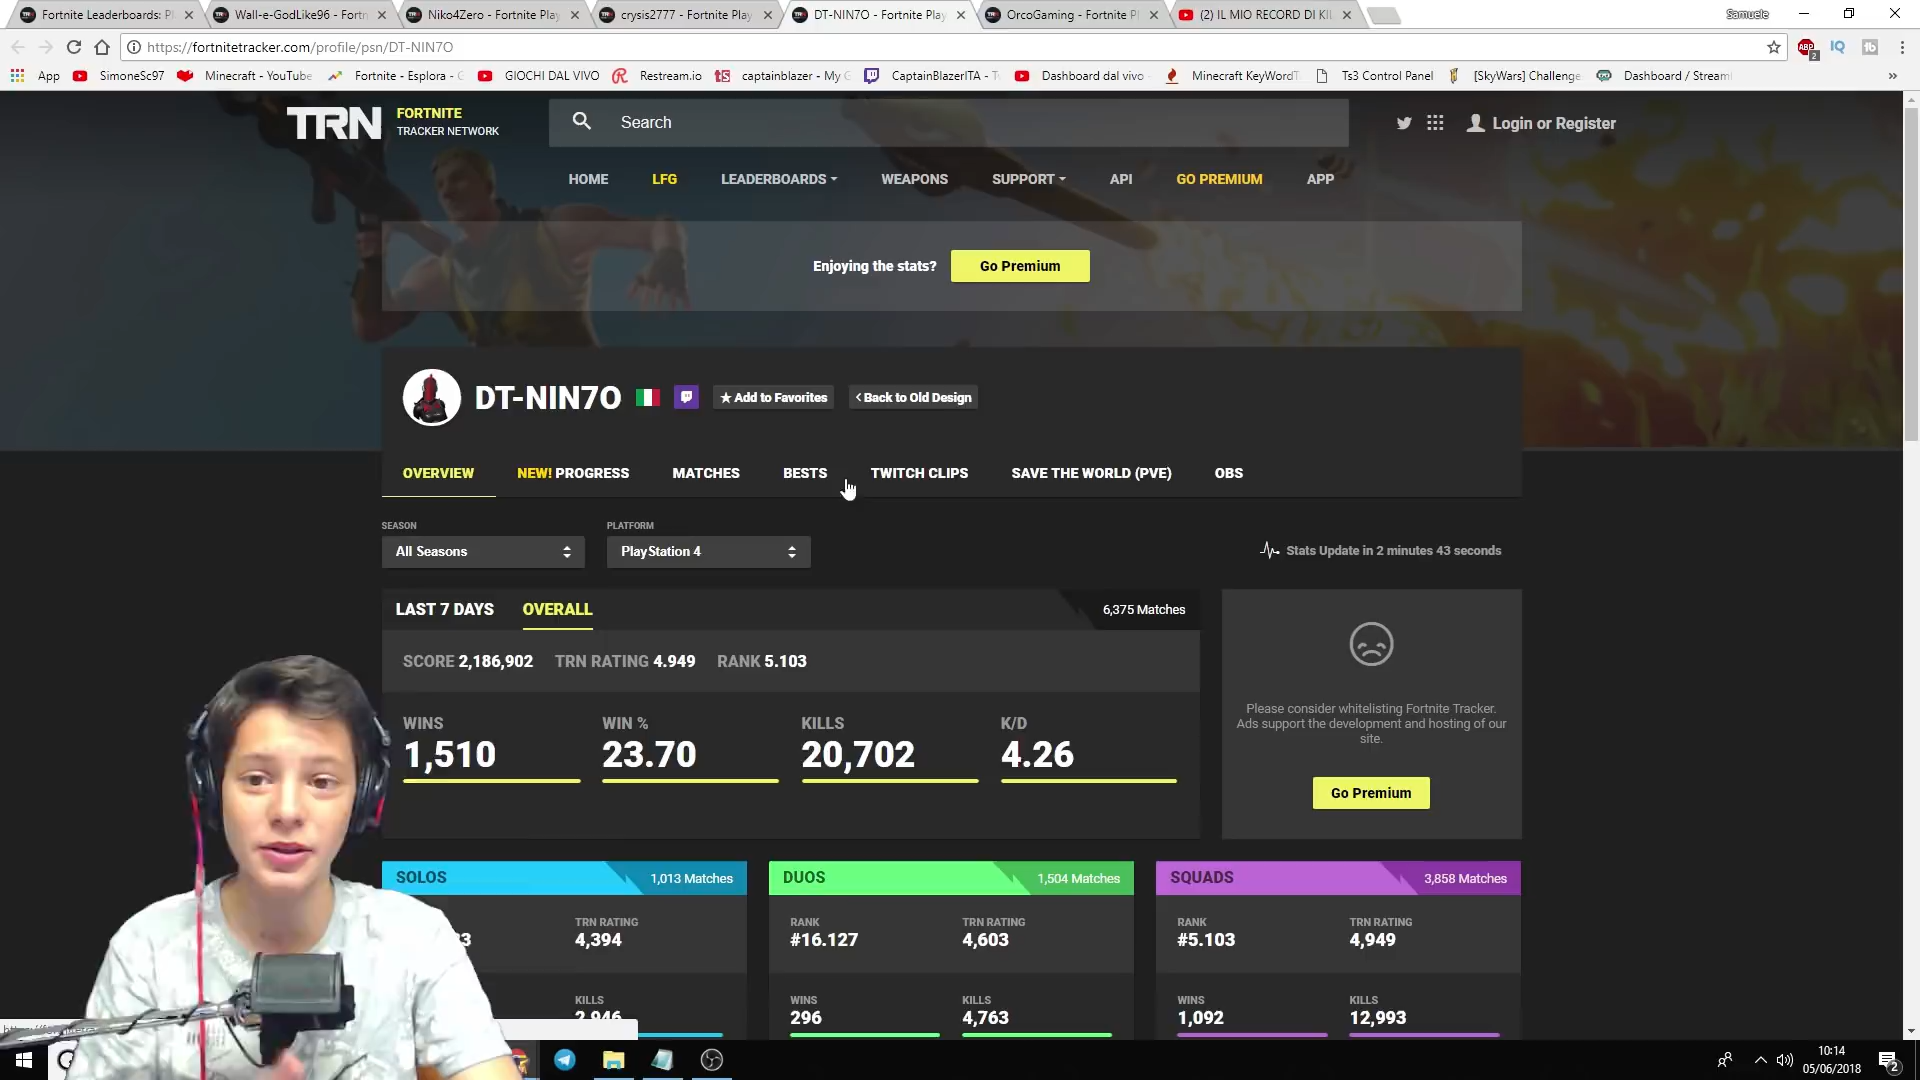 Fortnite Leaderboards: Pl
Wall-e-GodLike96 - Fortn
Niko4Zero - Fortnite Play
crysis2777 - Fortnite Play
DT-NIN7O - Fortnite Play
OrcoGaming - Fortnite Pl
(2) IL MIO RECORD DI KIL
Samuele
https://fortnitetracker.com/profile/psn/DT-NIN7O
ABP
2
IQ
tb
App
SimoneSc97
Minecraft - YouTube
Fortnite - Esplora - G
GIOCHI DAL VIVO
Restream.io
captainblazer - My G
CaptainBlazerITA - T
Dashboard dal vivo
Minecraft KeyWordT
Ts3 Control Panel
[SkyWars] Challenge
Dashboard / Streami
»
TRN
FORTNITE
TRACKER NETWORK
Search
Login or Register
HOME
LFG
LEADERBOARDS
WEAPONS
SUPPORT
API
GO PREMIUM
APP
Enjoying the stats?
Go Premium
DT-NIN7O
★ Add to Favorites
Back to Old Design
OVERVIEW
NEW! PROGRESS
MATCHES
BESTS
TWITCH CLIPS
SAVE THE WORLD (PVE)
OBS
SEASON
PLATFORM
All Seasons
PlayStation 4
Stats Update in 2 minutes 43 seconds
LAST 7 DAYS
OVERALL
6,375 Matches
SCORE 2,186,902
TRN RATING 4.949
RANK 5.103
WINS
WIN %
KILLS
K/D
1,510
23.70
20,702
4.26
Please consider whitelisting Fortnite Tracker.
Ads support the development and hosting of our
site.
Go Premium
SOLOS
1,013 Matches
DUOS
1,504 Matches
SQUADS
3,858 Matches
TRN RATING
4,394
RANK
#16.127
TRN RATING
4,603
RANK
#5.103
TRN RATING
4,949
KILLS
2,946
WINS
296
KILLS
4,763
WINS
1,092
KILLS
12,993
10:14
05/06/2018
2